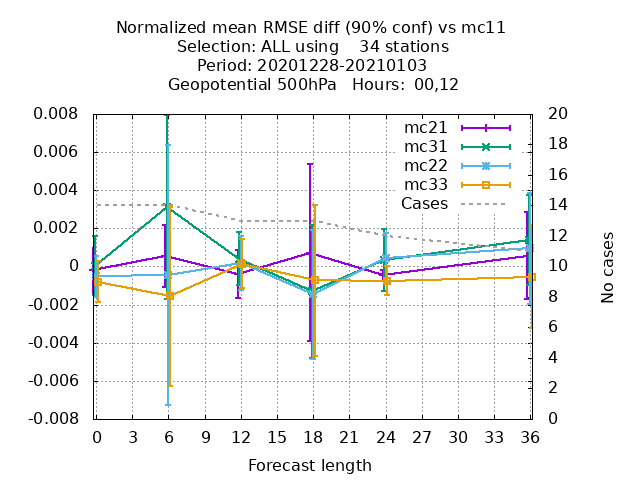 Normalized mean RMSE diff (90% conf) vs mc11
Selection: ALL using    34 stations
Period: 20201228-20210103
Geopotential 500hPa   Hours:  00,12
mc21
mc31
mc22
mc33
Cases
0.008
0.006
0.004
0.002
0
-0.002
-0.004
-0.006
-0.008
20
18
16
14
12
10
8
6
4
2
0
No cases
0 3 6 9 12 15 18 21 24 27 30 33 36
Forecast length